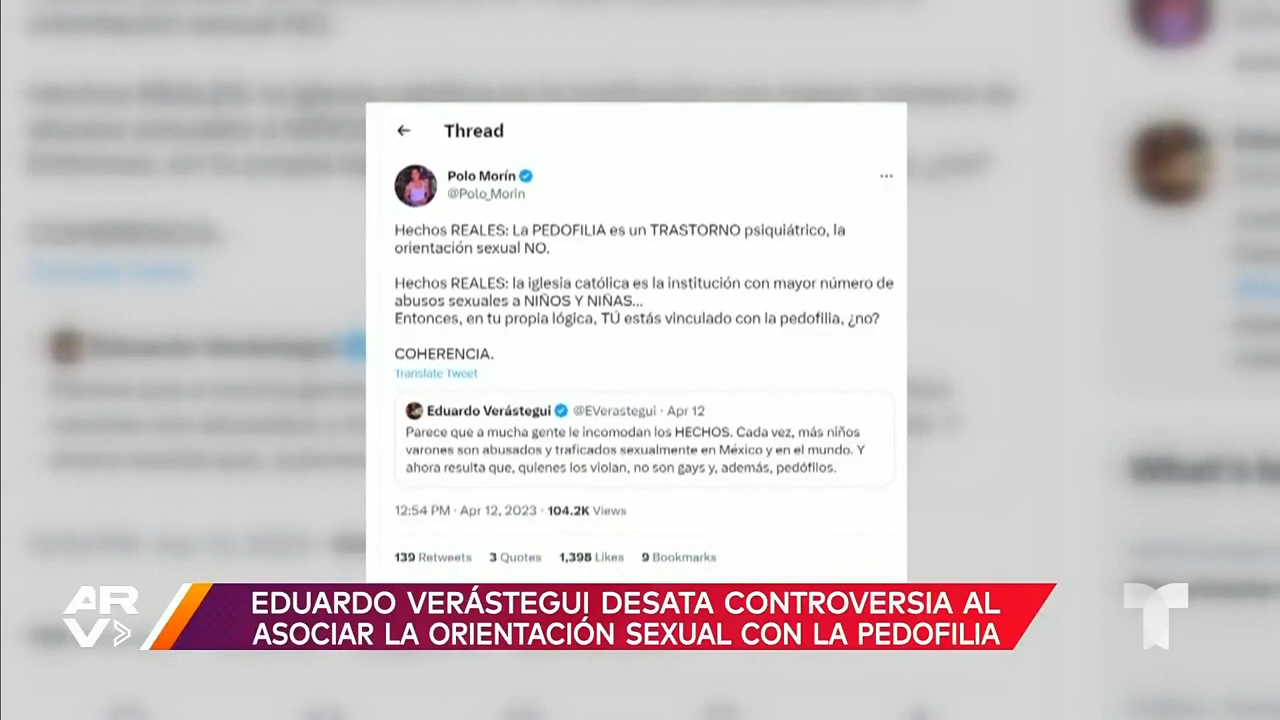 Thread
Polo Morín
@Polo_Morin
Hechos REALES: La PEDOFILIA es un TRASTORNO psiquiátrico, la
orientación sexual NO.
Hechos REALES: la iglesia católica es la institución con mayor número de
abusos sexuales a NIÑOS Y NIÑAS...
Entonces, en tu propia lógica, TÚ estás vinculado con la pedofilia, ¿no?
COHERENCIA.
Translate Tweet
Eduardo Verástegui @EVerastegui · Apr 12
Parece que a mucha gente le incomodan los HECHOS. Cada vez, más niños
varones son abusados y traficados sexualmente en México y en el mundo. Y
ahora resulta que, quienes los violan, no son gays y, además, pedófilos.
12:54 PM · Apr 12, 2023 · 104.2K Views
139 Retweets 3 Quotes 1,398 Likes 9 Bookmarks
ARV
EDUARDO VERÁSTEGUI DESATA CONTROVERSIA AL
ASOCIAR LA ORIENTACIÓN SEXUAL CON LA PEDOFILIA
T